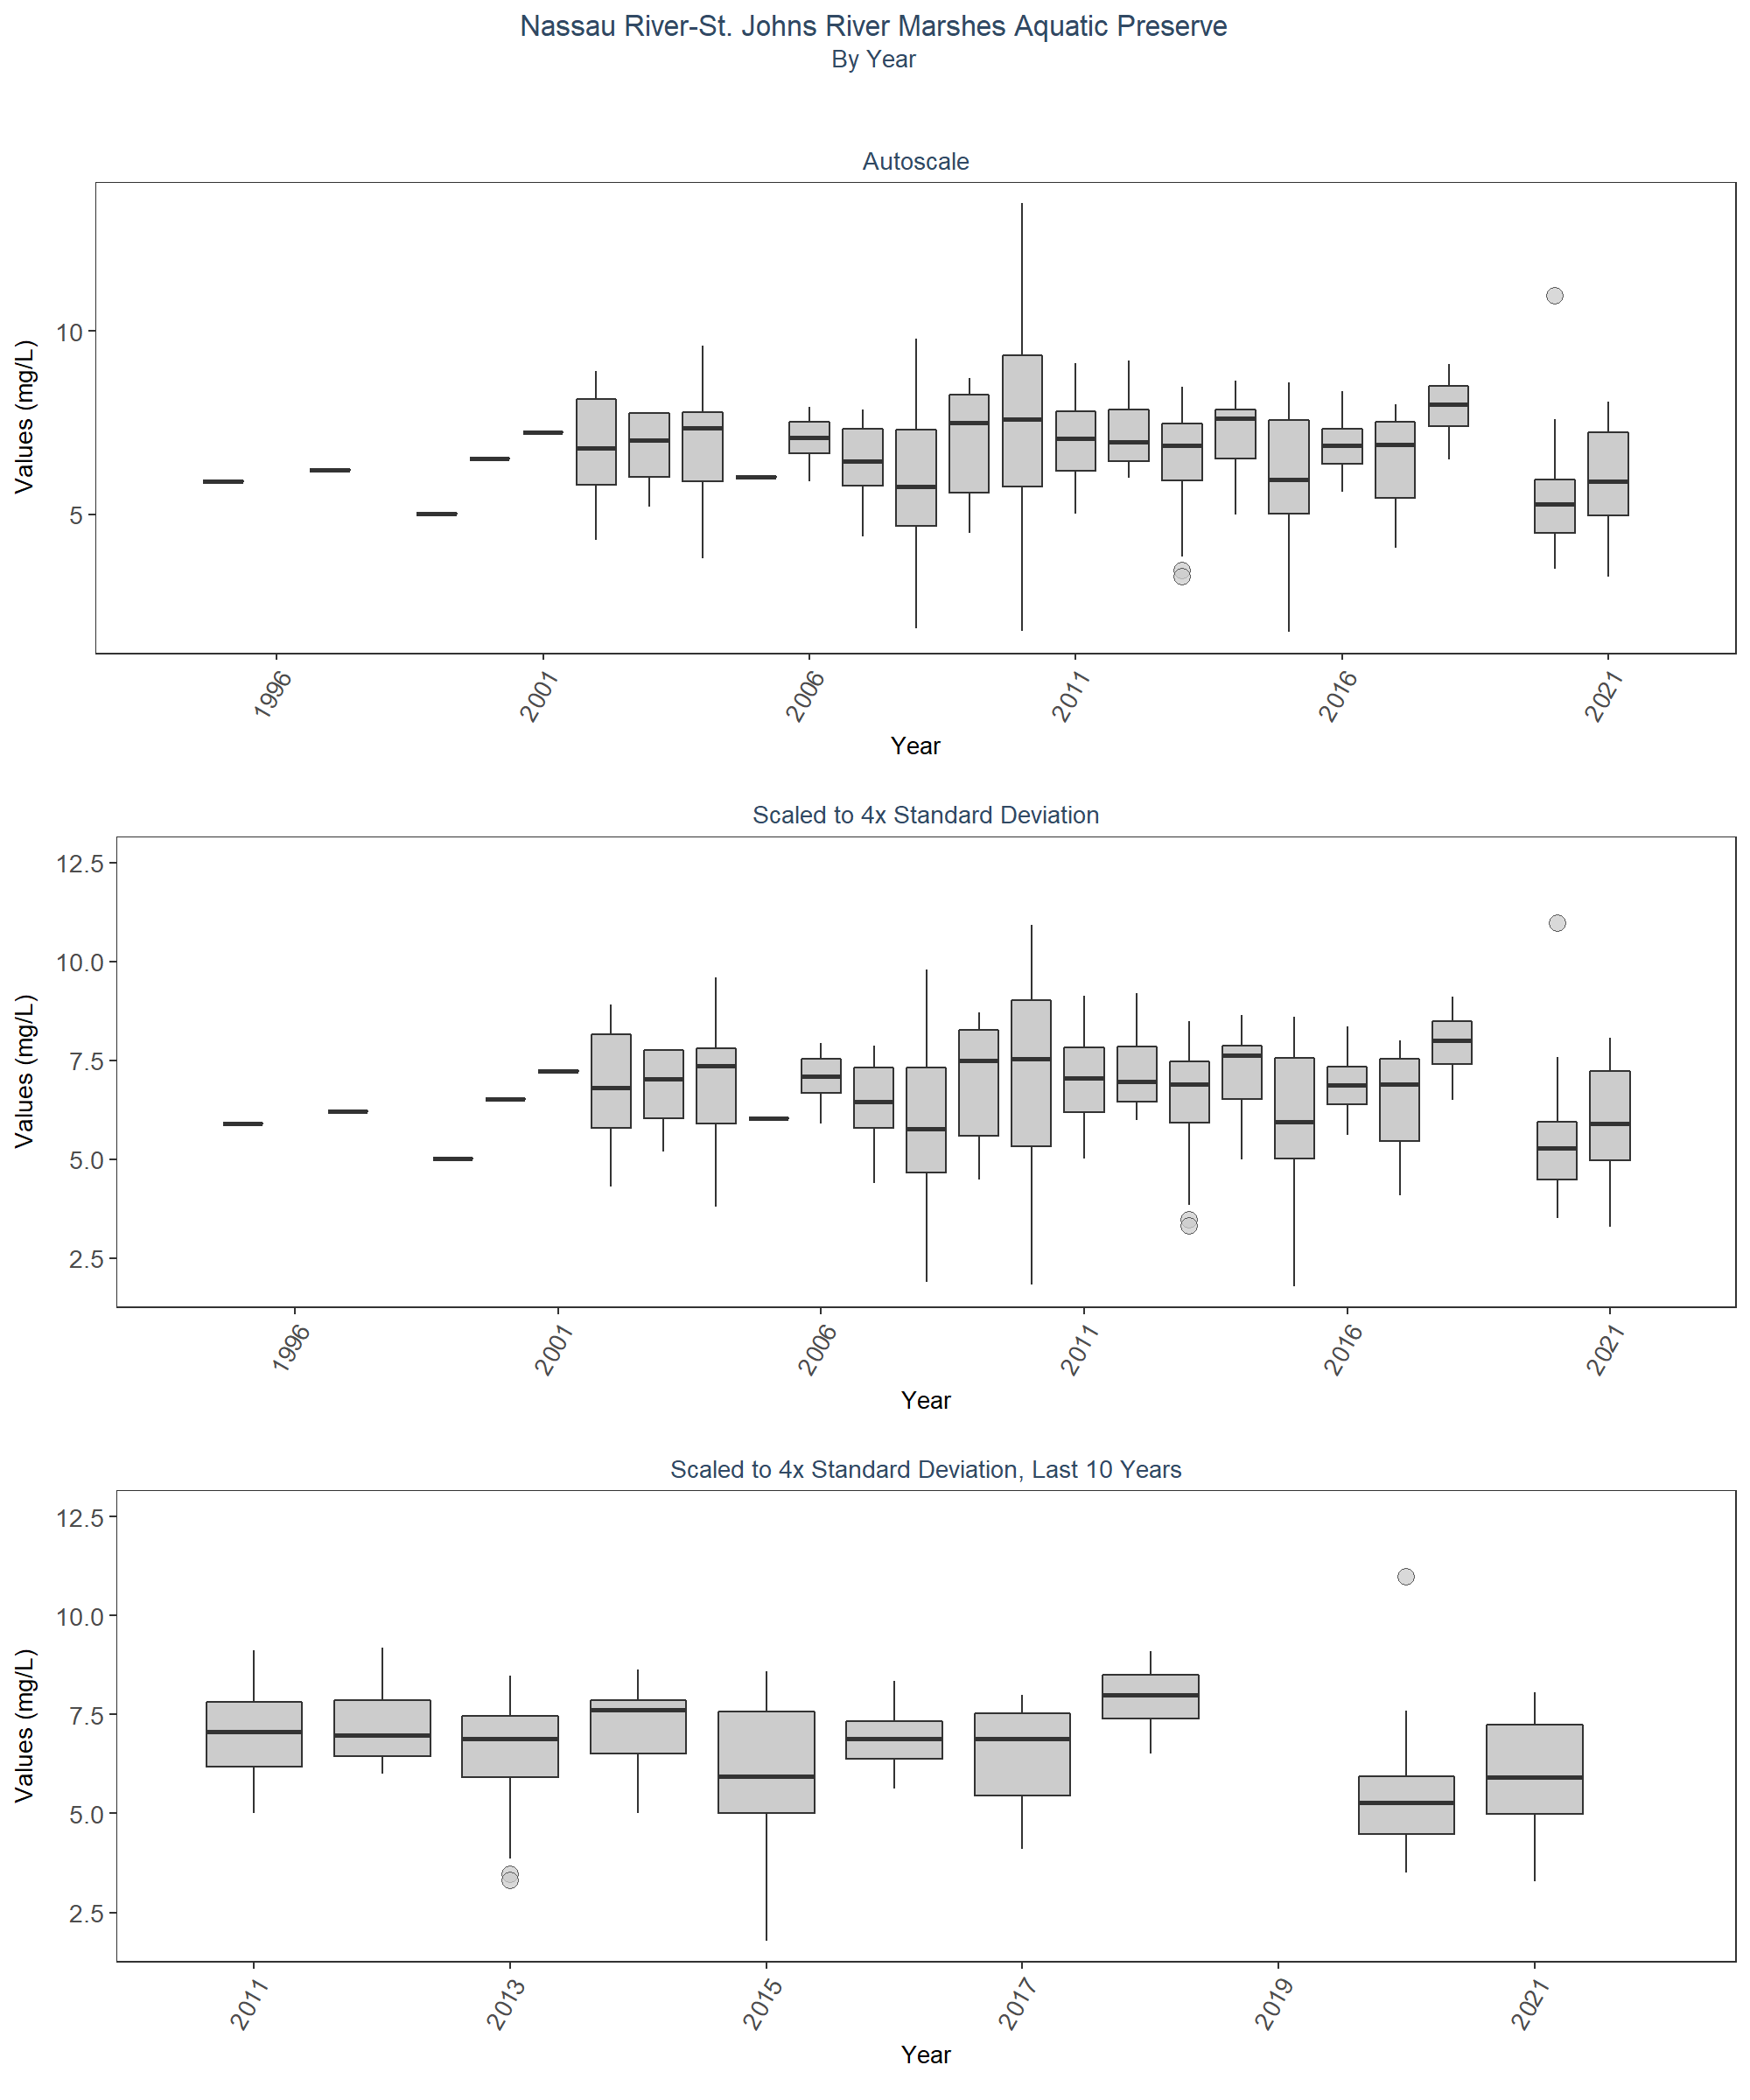 Nassau River-St. Johns River Marshes Aquatic Preserve
By Year
Autoscale
Values (mg/L)
10
5
1996
2001
2006
2011
2016
2021
Year
Scaled to 4x Standard Deviation
Values (mg/L)
12.5
10.0
7.5
5.0
2.5
1996
2001
2006
2011
2016
2021
Year
Scaled to 4x Standard Deviation, Last 10 Years
Values (mg/L)
12.5
10.0
7.5
5.0
2.5
2011
2013
2015
2017
2019
2021
Year